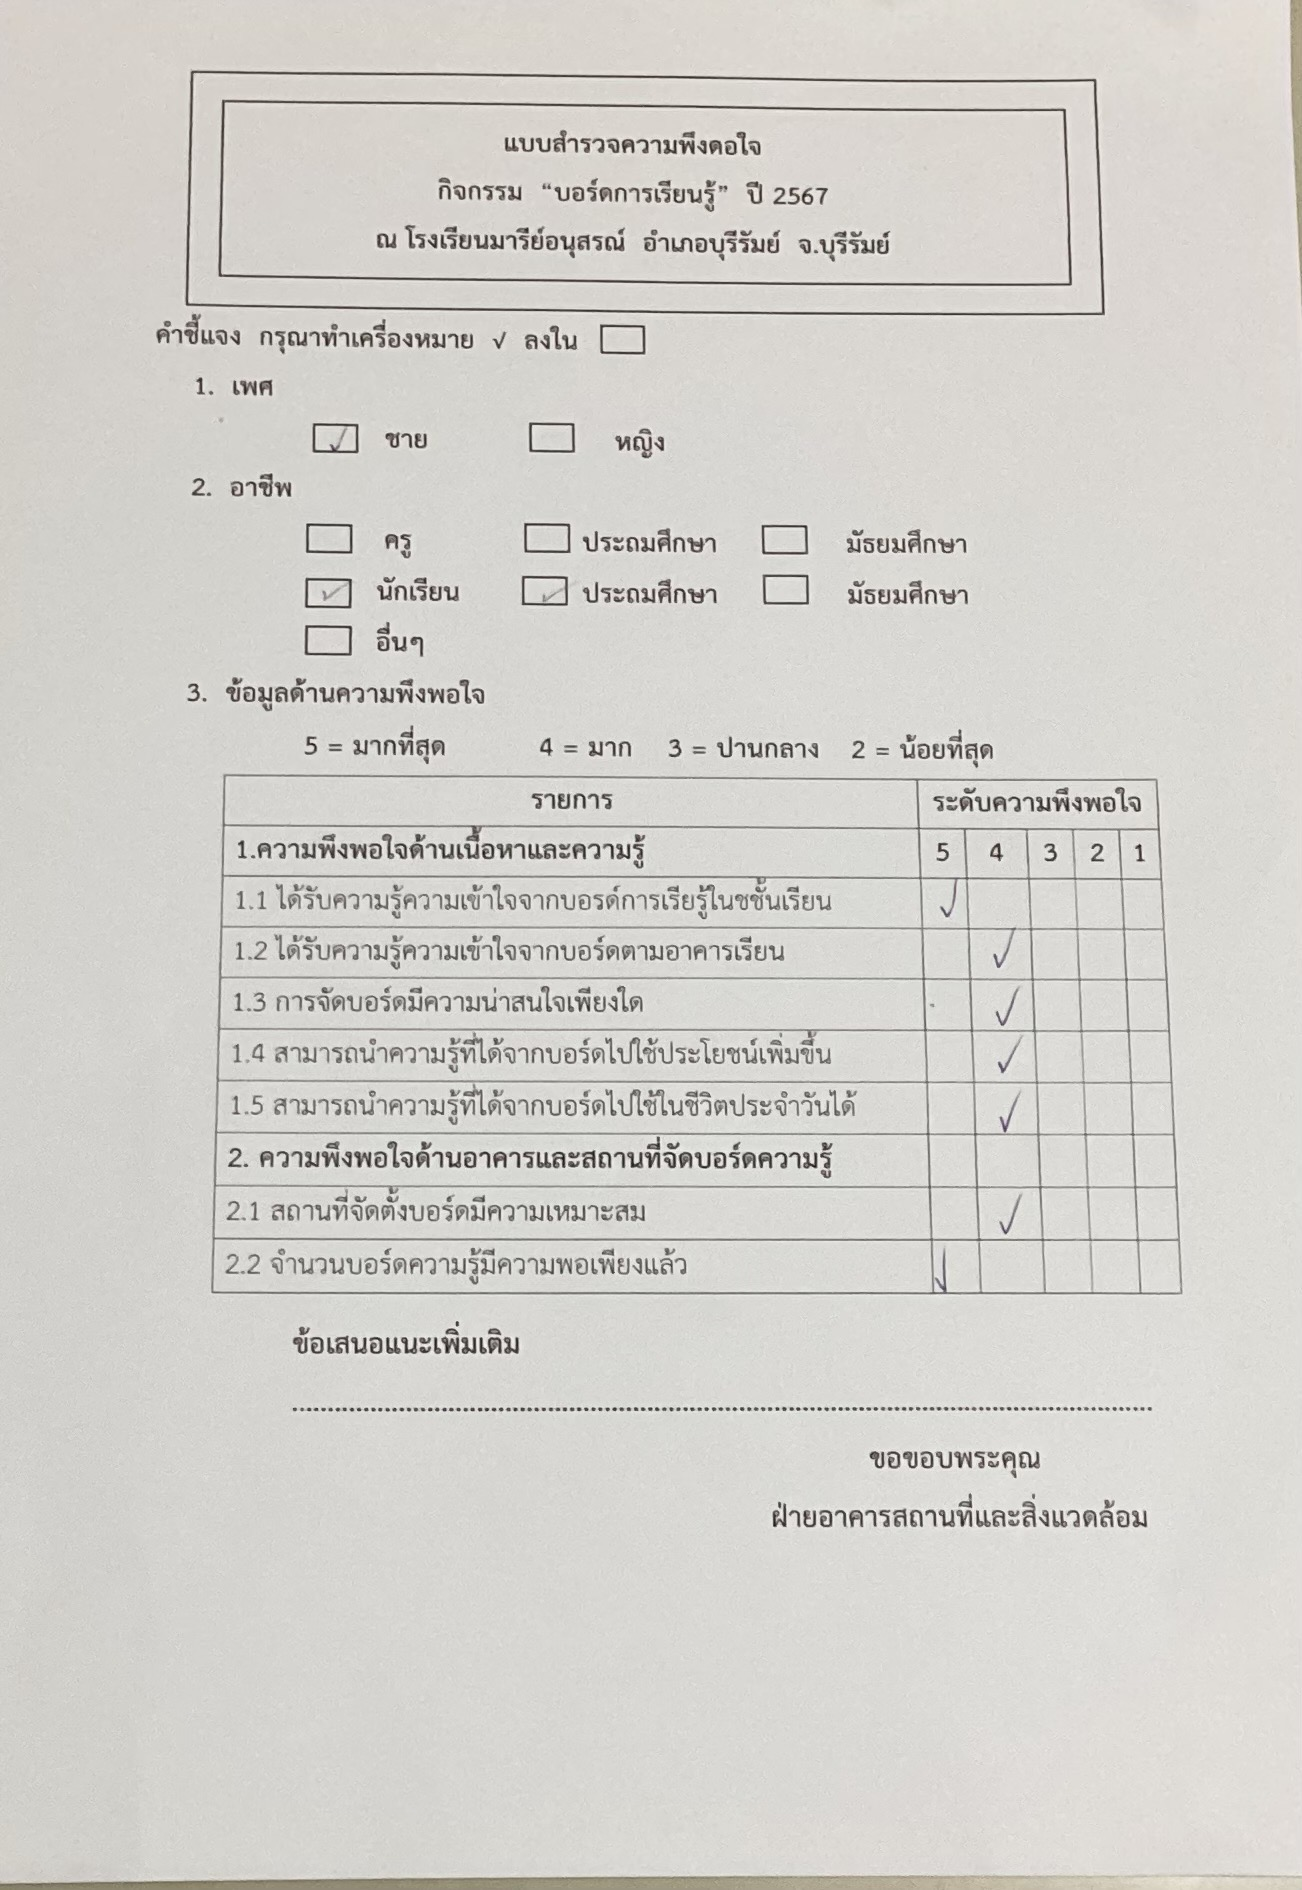 แบบสำรวจความพึงดอใจ
กิจกรรม “บอร์ดการเรียนรู้” ปี 2567
ณ โรงเรียนมารีย์อนุสรณ์ อำเภอบุรีรัมย์ จ.บุรีรัมย์
คำชี้แจง กรุณาทำเครื่องหมาย √ ลงใน
1. เพศ
✓ ชาย หญิง
2. อาชีพ
ครู ประถมศึกษา มัธยมศึกษา
✓ นักเรียน ✓ ประถมศึกษา มัธยมศึกษา
อื่นๆ
3. ข้อมูลด้านความพึงพอใจ
5 = มากที่สุด 4 = มาก 3 = ปานกลาง 2 = น้อยที่สุด
รายการ ระดับความพึงพอใจ
1.ความพึงพอใจด้านเนื้อหาและความรู้ 5 4 3 2 1
1.1 ได้รับความรู้ความเข้าใจจากบอรด์การเรียรู้ในชชั้นเรียน ✓
1.2 ได้รับความรู้ความเข้าใจจากบอร์ดตามอาคารเรียน ✓
1.3 การจัดบอร์ดมีความน่าสนใจเพียงใด ✓
1.4 สามารถนำความรู้ที่ได้จากบอร์ดไปใช้ประโยชน์เพิ่มขึ้น ✓
1.5 สามารถนำความรู้ที่ได้จากบอร์ดไปใช้ในชีวิตประจำวันได้ ✓
2. ความพึงพอใจด้านอาคารและสถานที่จัดบอร์ดความรู้
2.1 สถานที่จัดตั้งบอร์ดมีความเหมาะสม ✓
2.2 จำนวนบอร์ดความรู้มีความพอเพียงแล้ว ✓
ข้อเสนอแนะเพิ่มเติม
ขอขอบพระคุณ
ฝ่ายอาคารสถานที่และสิ่งแวดล้อม